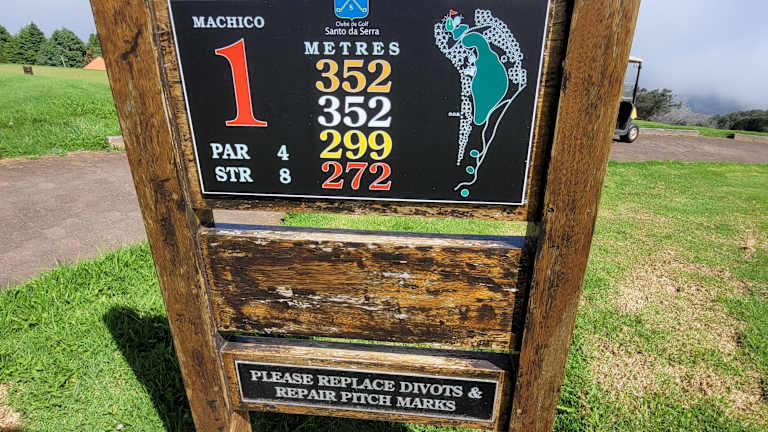 Clube de Golf
Santo da Serra
MACHICO
1
METRES
352
352
299
272
PAR 4
STR 8
PLEASE REPLACE DIVOTS &
REPAIR PITCH MARKS